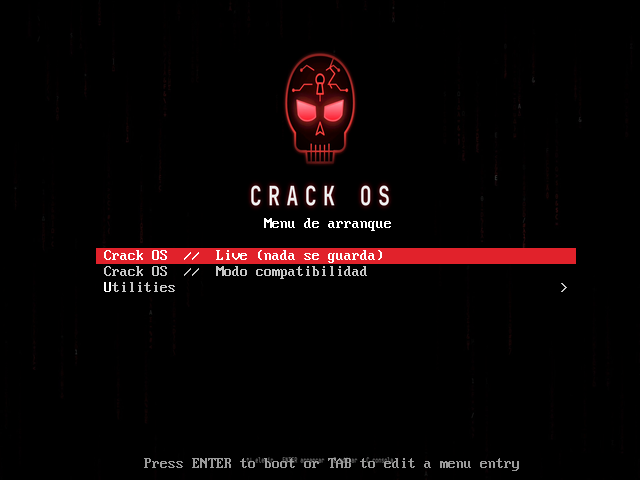 CRACK OS
Menu de arranque
Crack OS // Live (nada se guarda)
Crack OS // Modo compatibilidad
Utilities >
Press ENTER to boot or TAB to edit a menu entry